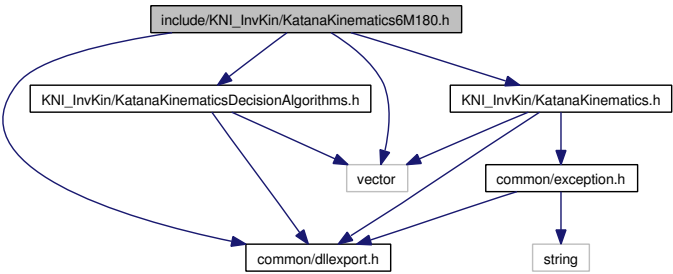 include/KNI_InvKin/KatanaKinematics6M180.h
KNI_InvKin/KatanaKinematicsDecisionAlgorithms.h
KNI_InvKin/KatanaKinematics.h
vector
common/exception.h
common/dllexport.h
string